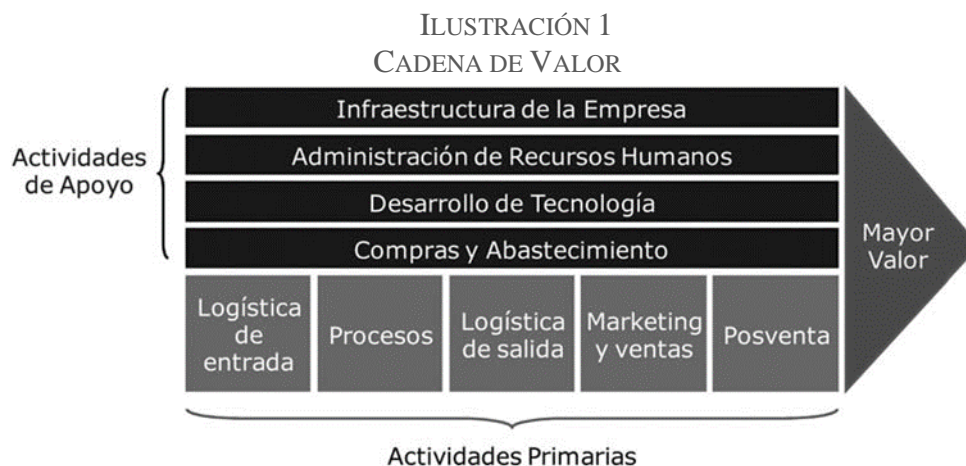 ILUSTRACIÓN 1
CADENA DE VALOR
Actividades
de Apoyo
Infraestructura de la Empresa
Administración de Recursos Humanos
Desarrollo de Tecnología
Compras y Abastecimiento
Logística
de
entrada
Procesos
Logística
de salida
Marketing
y ventas
Posventa
Mayor
Valor
Actividades Primarias